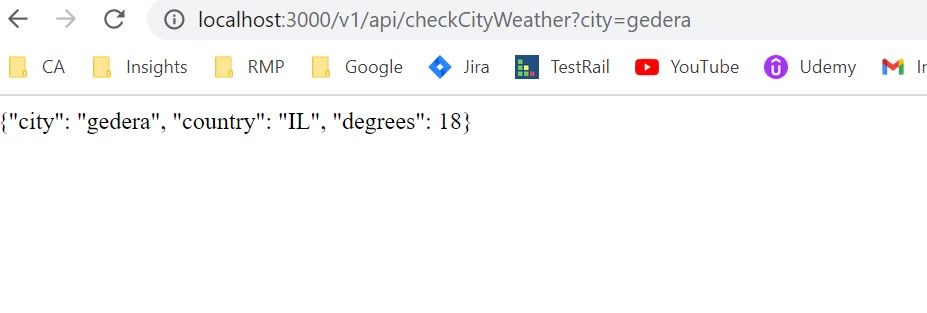 localhost:3000/v1/api/checkCityWeather?city=gedera
CA Insights RMP Google Jira TestRail YouTube Udemy
{"city": "gedera", "country": "IL", "degrees": 18}